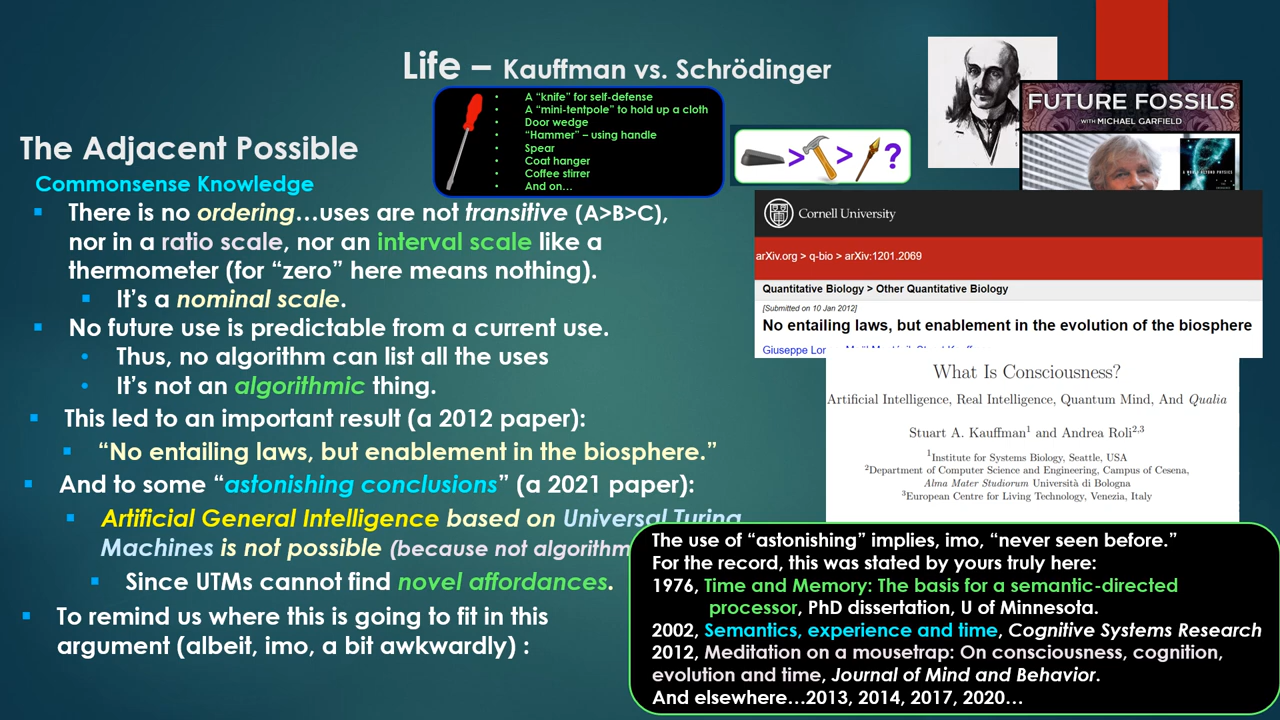 Life – Kauffman vs. Schrödinger
• A “knife” for self-defense
• A “mini-tentpole” to hold up a cloth
• Door wedge
• “Hammer” – using handle
• Spear
• Coat hanger
• Coffee stirrer
• And on…
> > ?
FUTURE FOSSILS
WITH MICHAEL GARFIELD
The Adjacent Possible
Commonsense Knowledge
There is no ordering…uses are not transitive (A>B>C),
nor in a ratio scale, nor an interval scale like a
thermometer (for “zero” here means nothing).
It’s a nominal scale.
No future use is predictable from a current use.
• Thus, no algorithm can list all the uses
• It’s not an algorithmic thing.
This led to an important result (a 2012 paper):
“No entailing laws, but enablement in the biosphere.”
And to some “astonishing conclusions” (a 2021 paper):
Artificial General Intelligence based on Universal Turing
Machines is not possible (because not algorithm
Since UTMs cannot find novel affordances.
To remind us where this is going to fit in this
argument (albeit, imo, a bit awkwardly) :
Cornell University
arXiv.org > q-bio > arXiv:1201.2069
Quantitative Biology > Other Quantitative Biology
[Submitted on 10 Jan 2012]
No entailing laws, but enablement in the evolution of the biosphere
Giuseppe
What Is Consciousness?
Artificial Intelligence, Real Intelligence, Quantum Mind, And Qualia
Stuart A. Kauffman1 and Andrea Roli2,3
1Institute for Systems Biology, Seattle, USA
2Department of Computer Science and Engineering, Campus of Cesena,
Alma Mater Studiorum Università di Bologna
3European Centre for Living Technology, Venezia, Italy
The use of “astonishing” implies, imo, “never seen before.”
For the record, this was stated by yours truly here:
1976, Time and Memory: The basis for a semantic-directed
processor, PhD dissertation, U of Minnesota.
2002, Semantics, experience and time, Cognitive Systems Research
2012, Meditation on a mousetrap: On consciousness, cognition,
evolution and time, Journal of Mind and Behavior.
And elsewhere…2013, 2014, 2017, 2020…